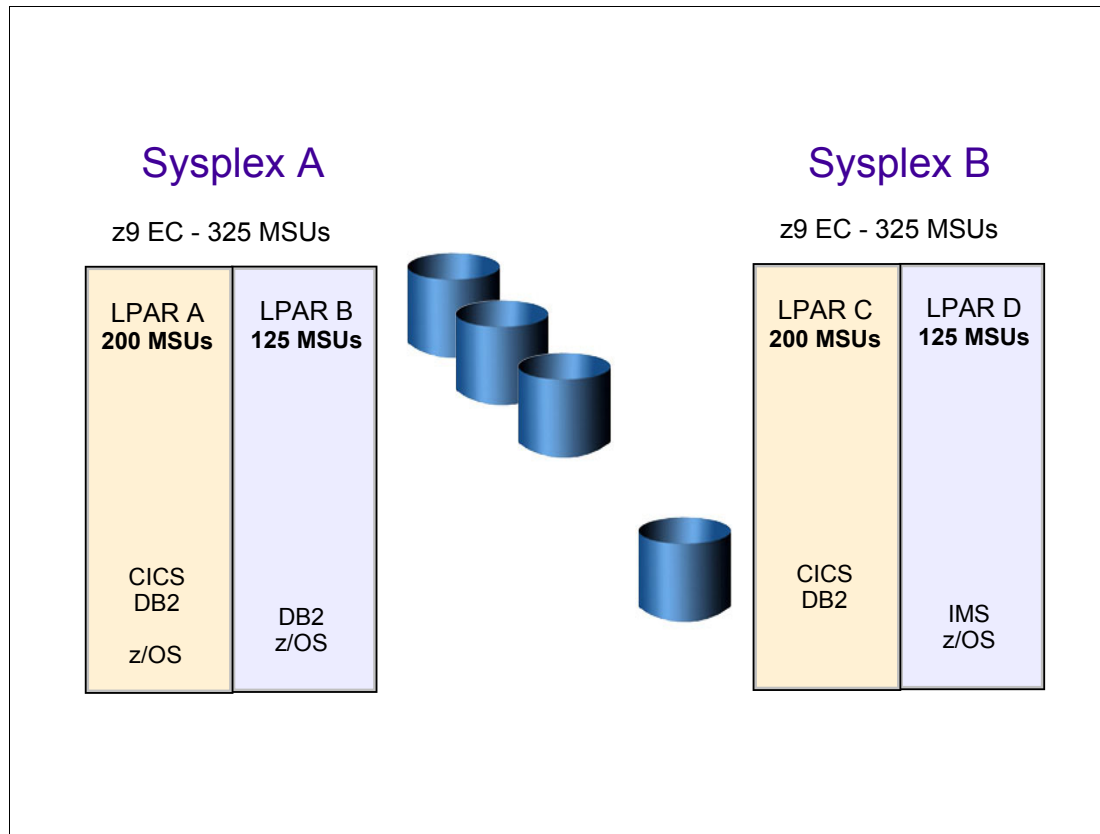 Sysplex A
z9 EC - 325 MSUs
LPAR A
200 MSUs
CICS
DB2
z/OS
LPAR B
125 MSUs
DB2
z/OS
Sysplex B
z9 EC - 325 MSUs
LPAR C
200 MSUs
CICS
DB2
LPAR D
125 MSUs
IMS
z/OS